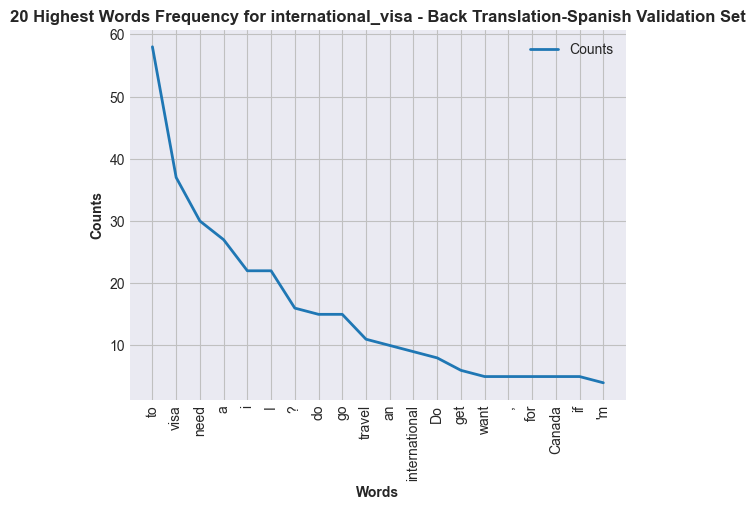 20 Highest Words Frequency for international_visa - Back Translation-Spanish Validation Set
60
50
40
30
20
10
Counts
Counts
to
visa
need
a
i
I
?
do
go
travel
an
international
Do
get
want
,
for
Canada
if
'm
Words